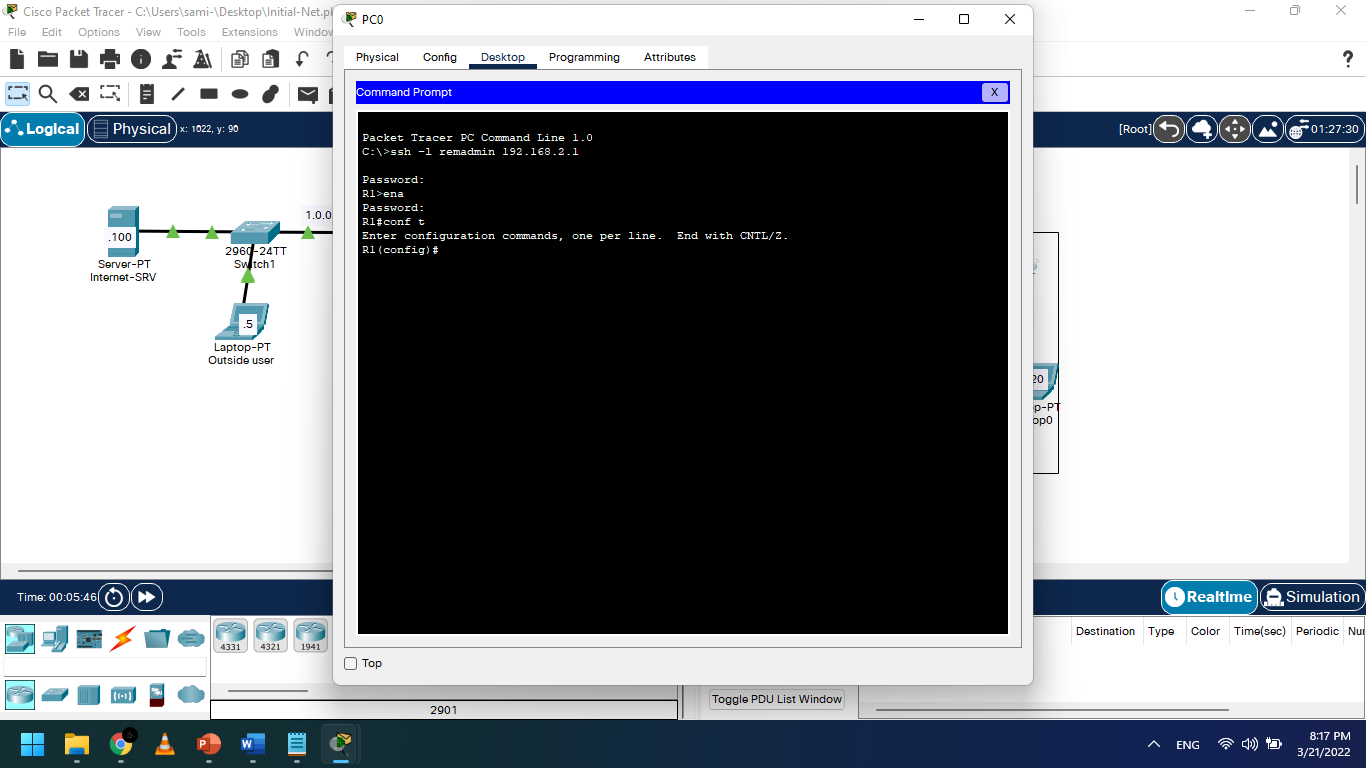 Cisco Packet Tracer - C:\Users\sami-\Desktop\Initial-Net.pk
File Edit Options View Tools Extensions Window
PC0
Physical Config Desktop Programming Attributes
Command Prompt X
Packet Tracer PC Command Line 1.0
C:\>ssh -l remadmin 192.168.2.1
Password:
R1>ena
Password:
R1#conf t
Enter configuration commands, one per line.  End with CNTL/Z.
R1(config)#
Top
Logical Physical x: 1022, y: 90
[Root] 01:27:30
.100
Server-PT
Internet-SRV
2960-24TT
Switch1
1.0.0
.5
Laptop-PT
Outside user
20
op-PT
op0
Time: 00:05:46
Realtime Simulation
4331 4321 1941
2901
Toggle PDU List Window
Destination Type Color Time(sec) Periodic Nu
ENG
8:17 PM
3/21/2022